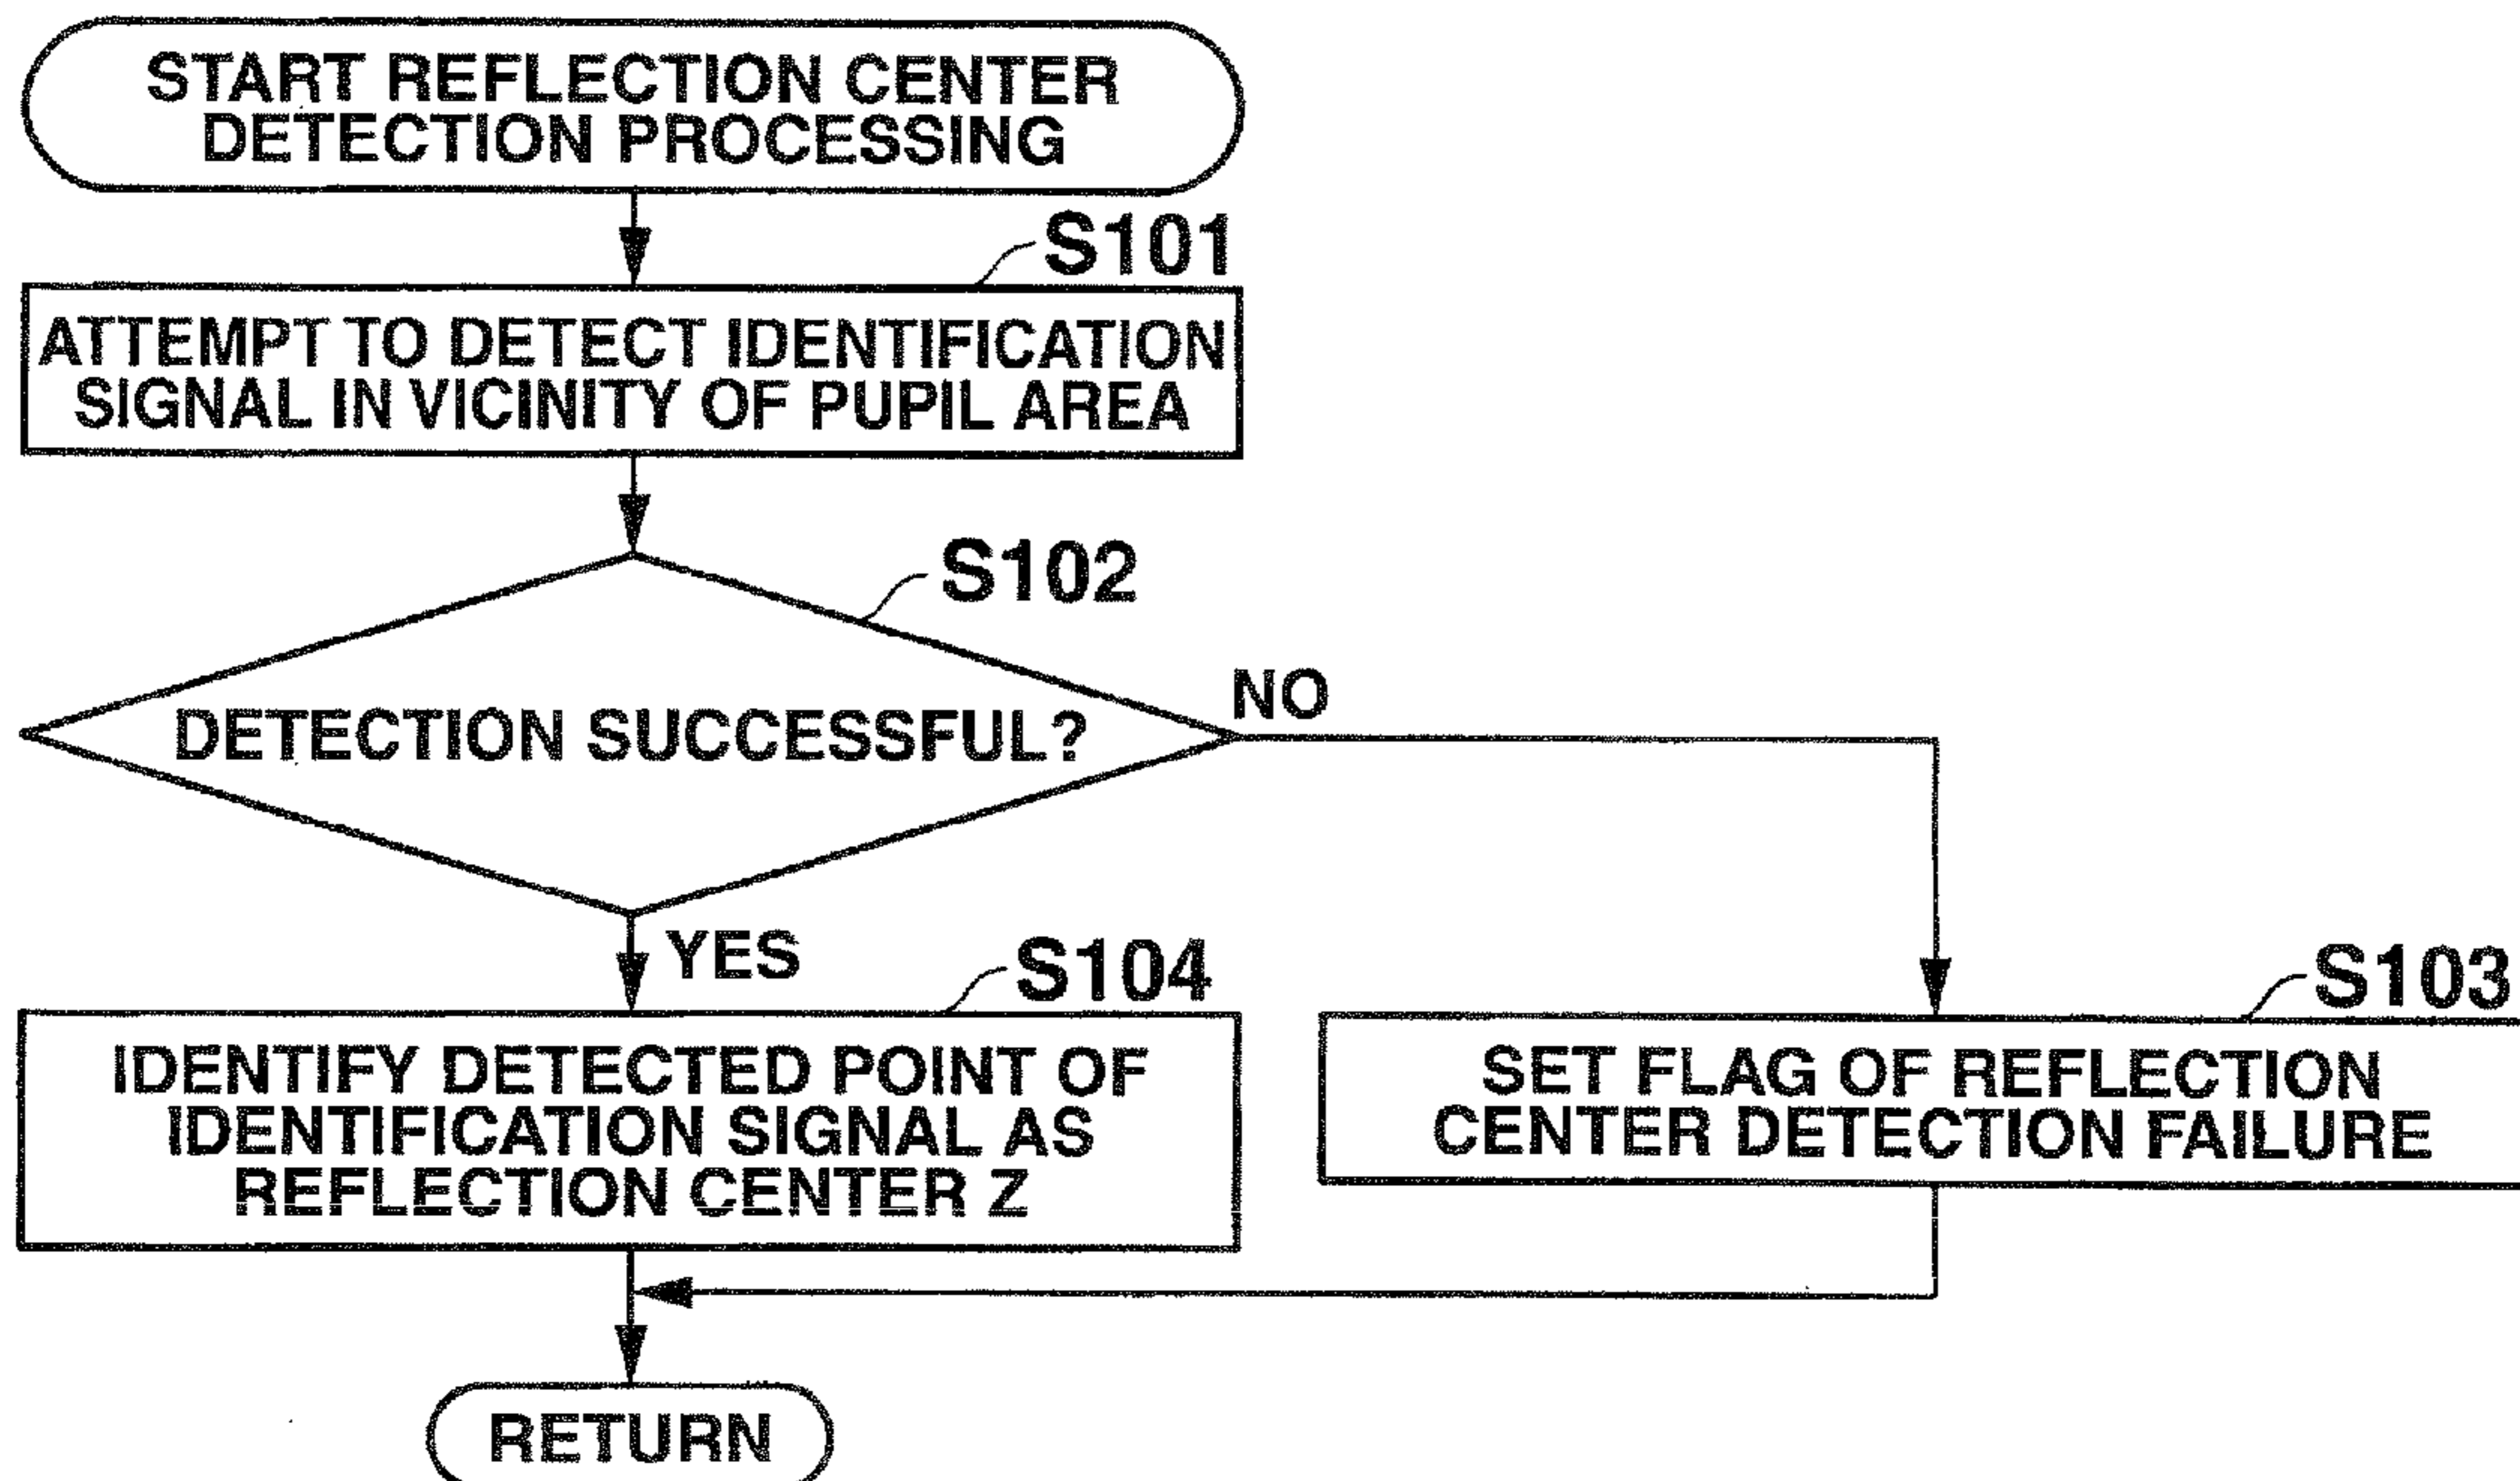 START REFLECTION CENTER
DETECTION PROCESSING
S101
ATTEMPT TO DETECT IDENTIFICATION
SIGNAL IN VICINITY OF PUPIL AREA
S102
DETECTION SUCCESSFUL?
NO
YES
S104
IDENTIFY DETECTED POINT OF
IDENTIFICATION SIGNAL AS
REFLECTION CENTER Z
S103
SET FLAG OF REFLECTION
CENTER DETECTION FAILURE
RETURN